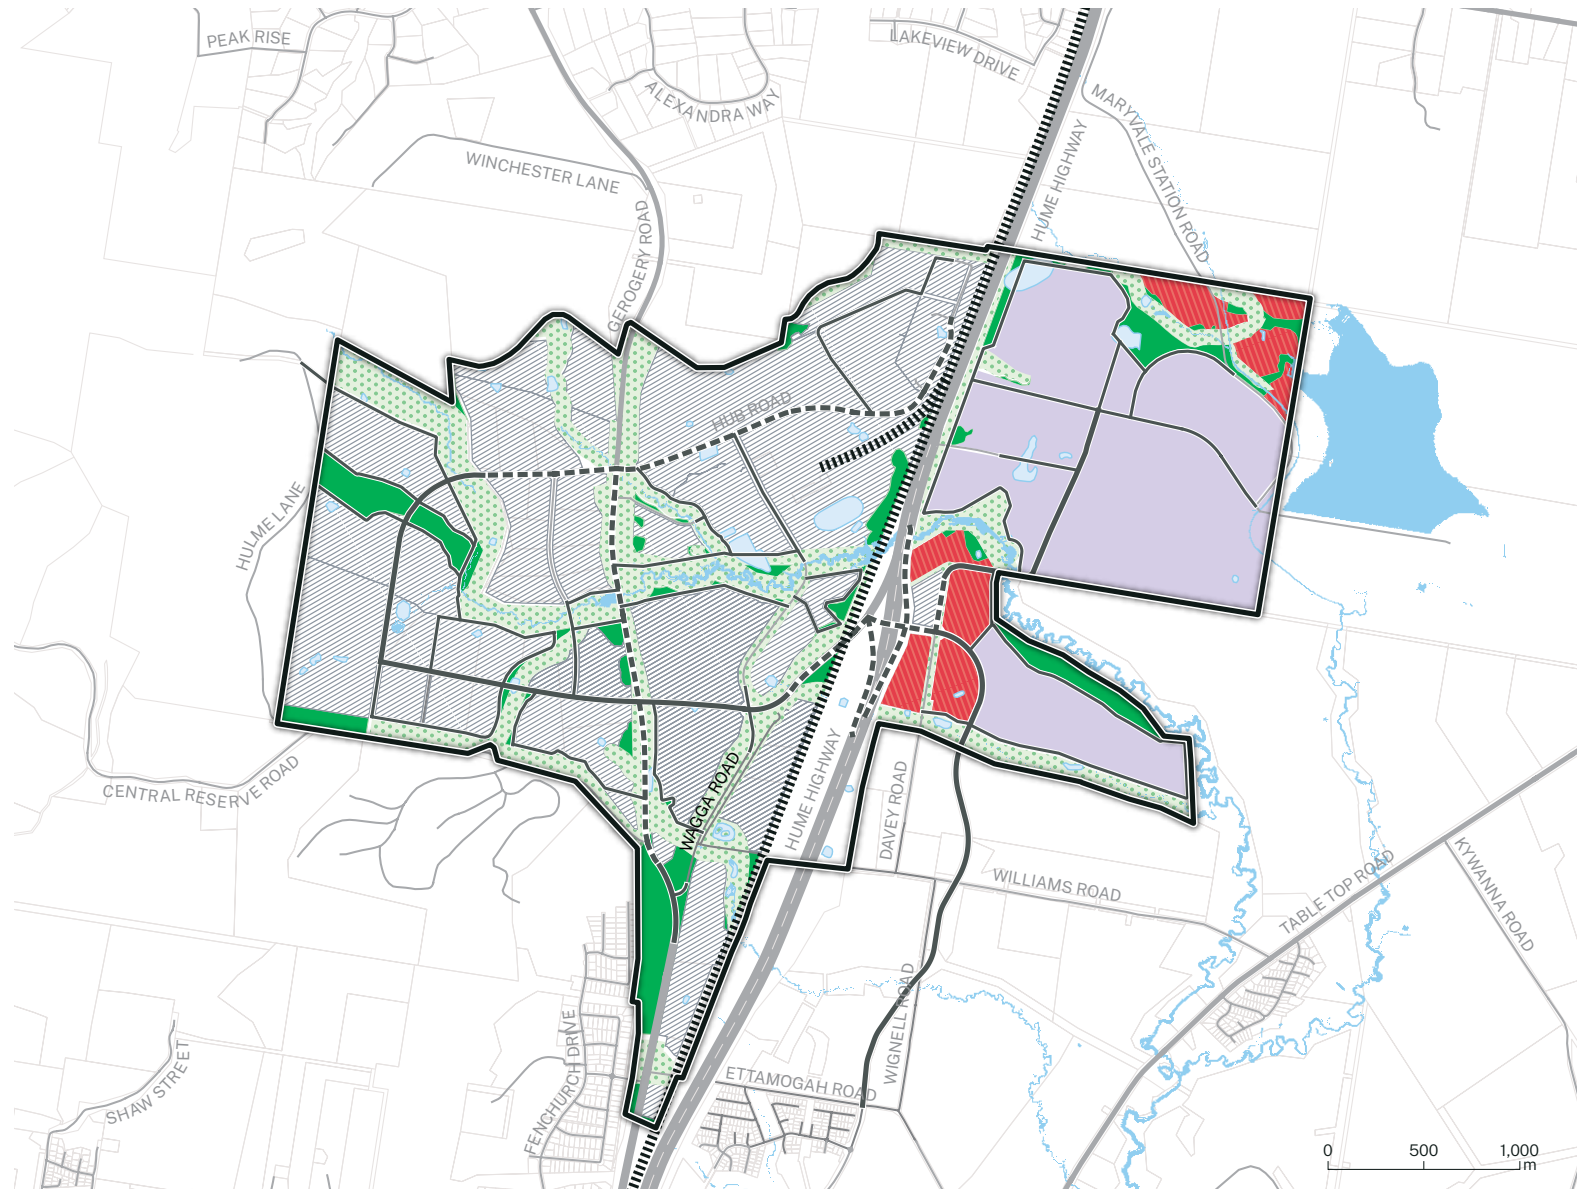 PEAK RISE
LAKEVIEW DRIVE
ALEXANDRA WAY
MARYVALE STATION ROAD
WINCHESTER LANE
HUME HIGHWAY
GEROGERY ROAD
HUB ROAD
HULME LANE
CENTRAL RESERVE ROAD
WAGGA ROAD
HUME HIGHWAY
DAVEY ROAD
WILLIAMS ROAD
TABLE TOP ROAD
KYWANNA ROAD
WIGNELL ROAD
FENCHURCH DRIVE
SHAW STREET
ETTAMOGAH ROAD
0 500 1,000
m